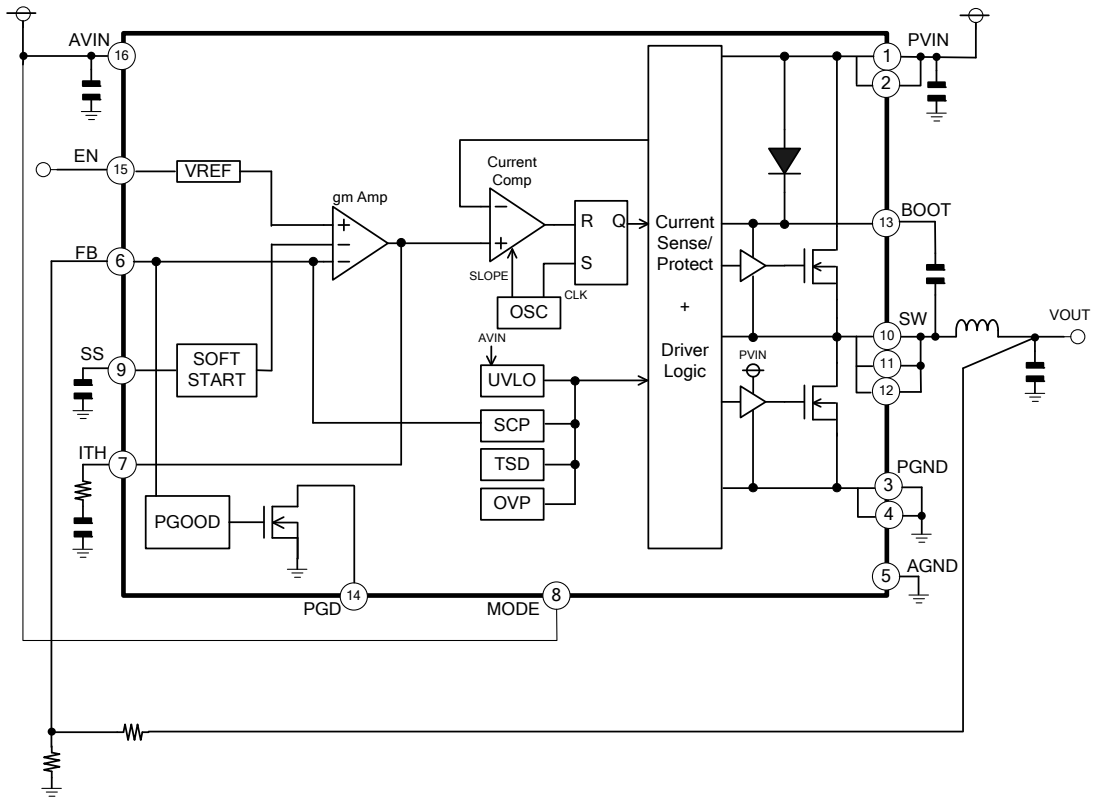 AVIN
16
1
PVIN
2
EN
15
VREF
gm Amp
+
−
−
Current
Comp
−
+
R
Q
S
SLOPE
CLK
OSC
Current
Sense/
Protect
+
Driver
Logic
13
BOOT
FB
6
AVIN
UVLO
SCP
TSD
OVP
PVIN
10
SW
11
12
VOUT
SS
9
SOFT
START
ITH
7
PGOOD
PGND
3
4
5
AGND
PGD
14
MODE
8